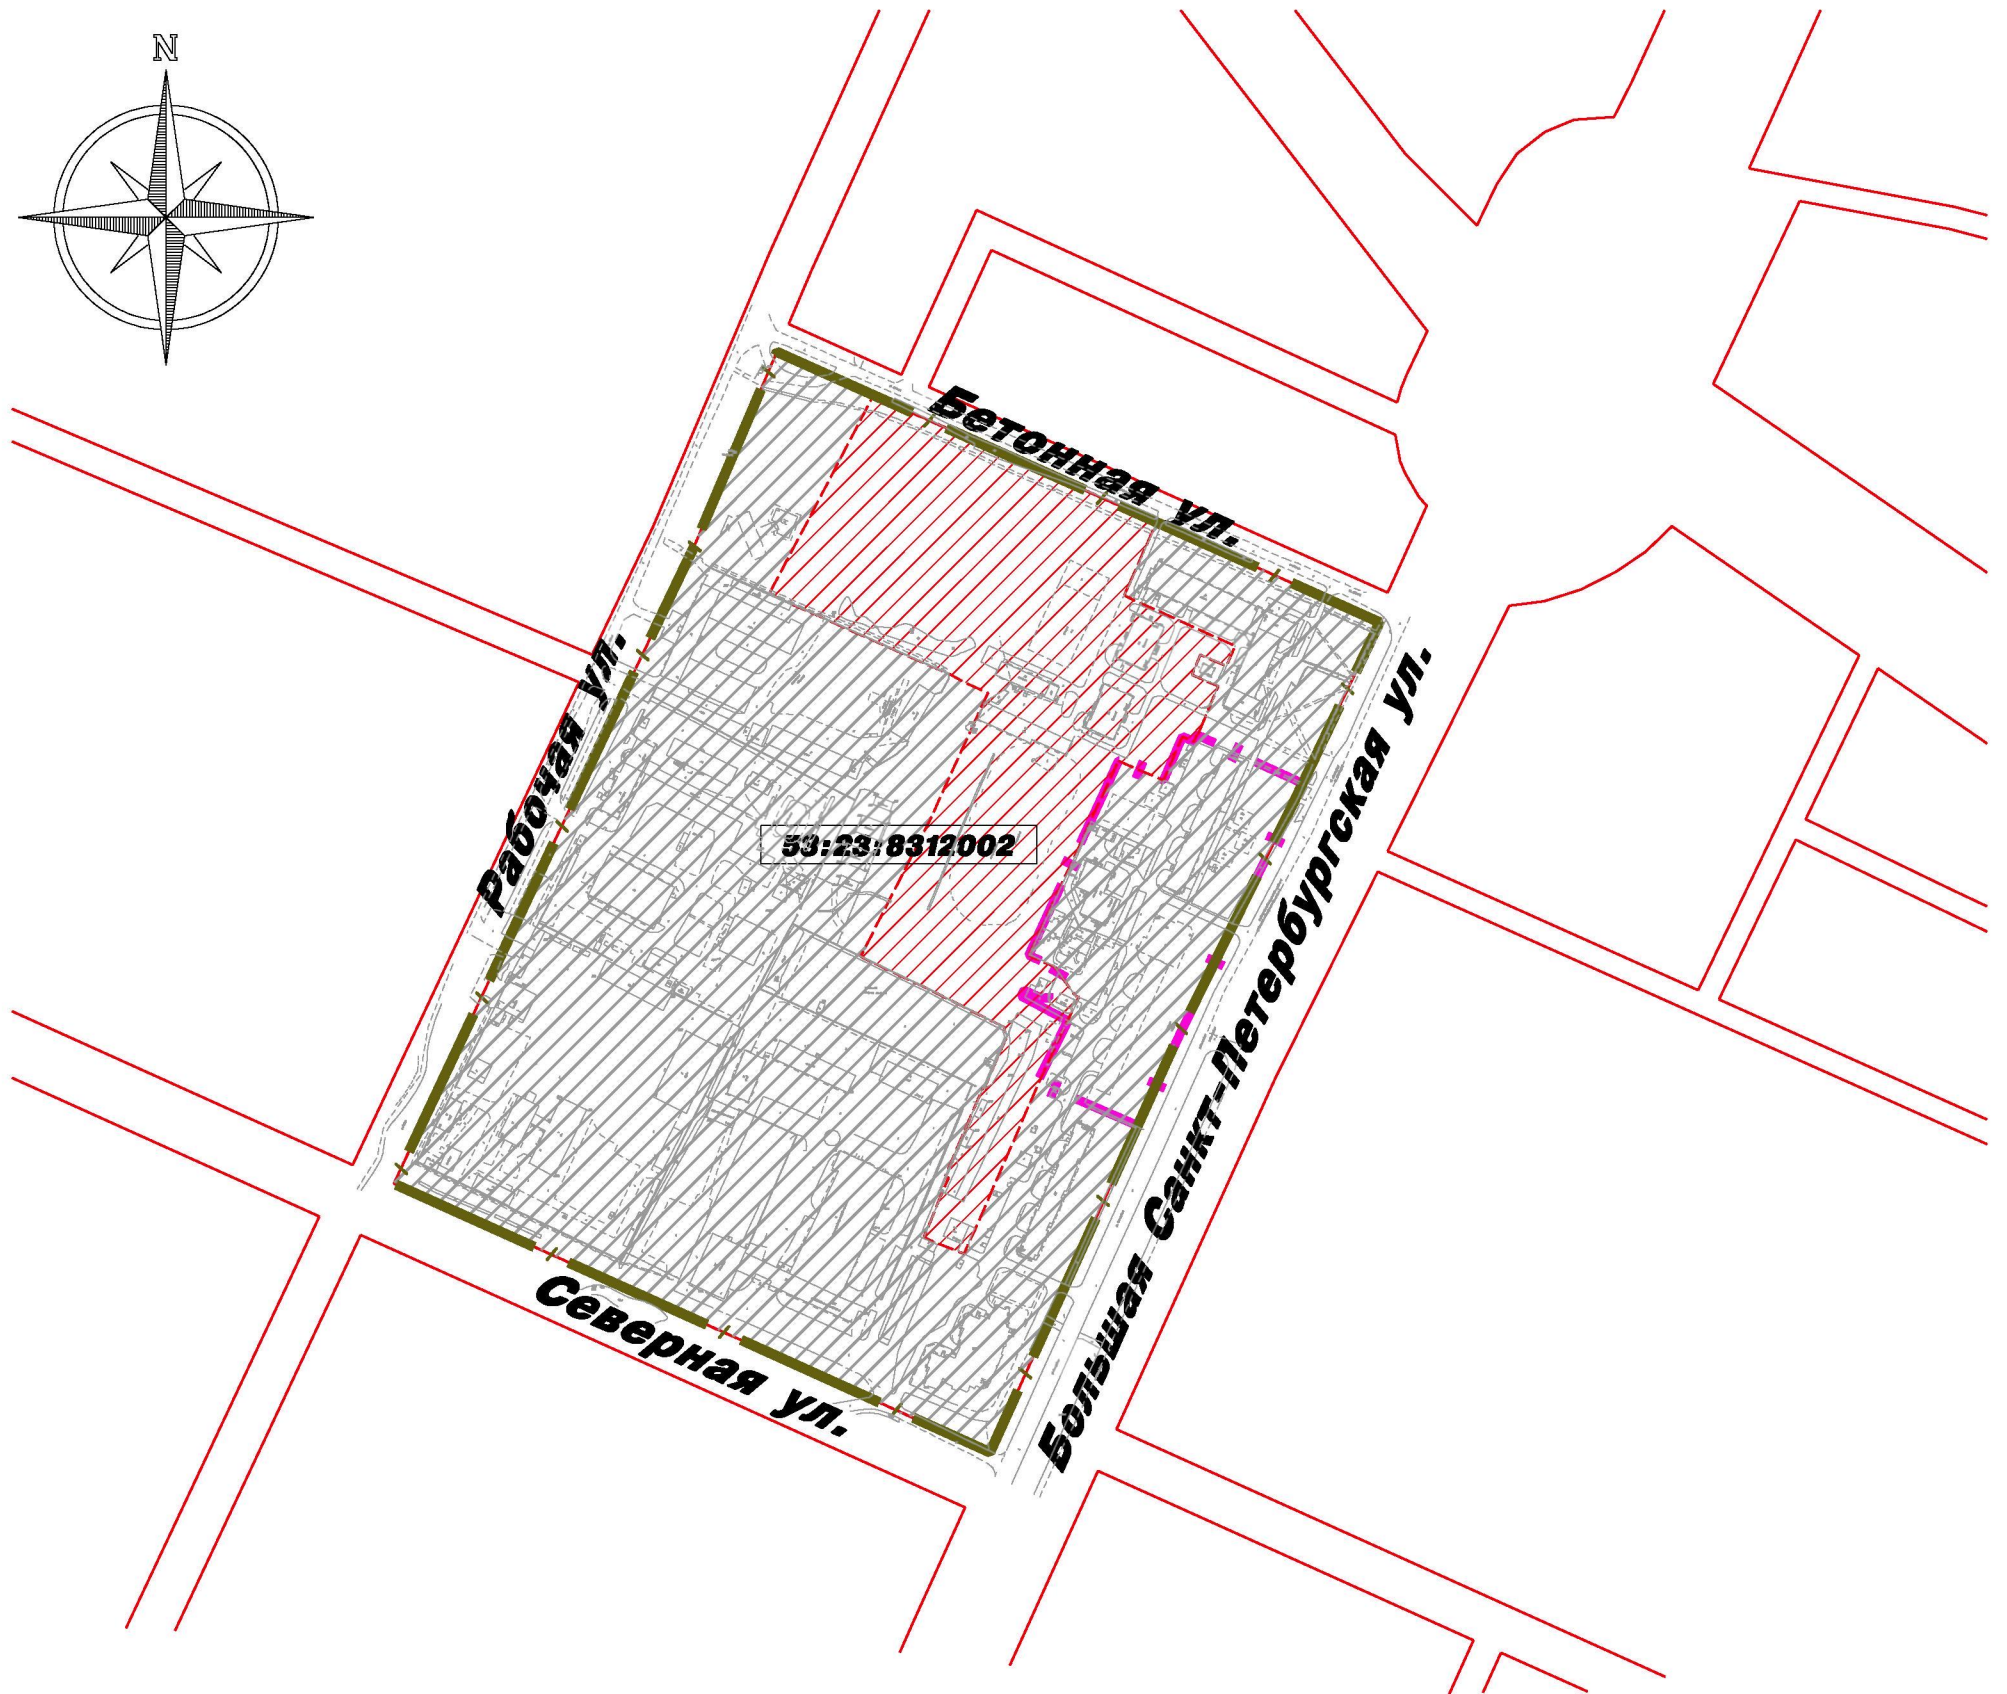 N
Бетонная ул.
Рабочая ул.
53:23:8312002
Большая Санкт-Петербургская ул.
Северная ул.